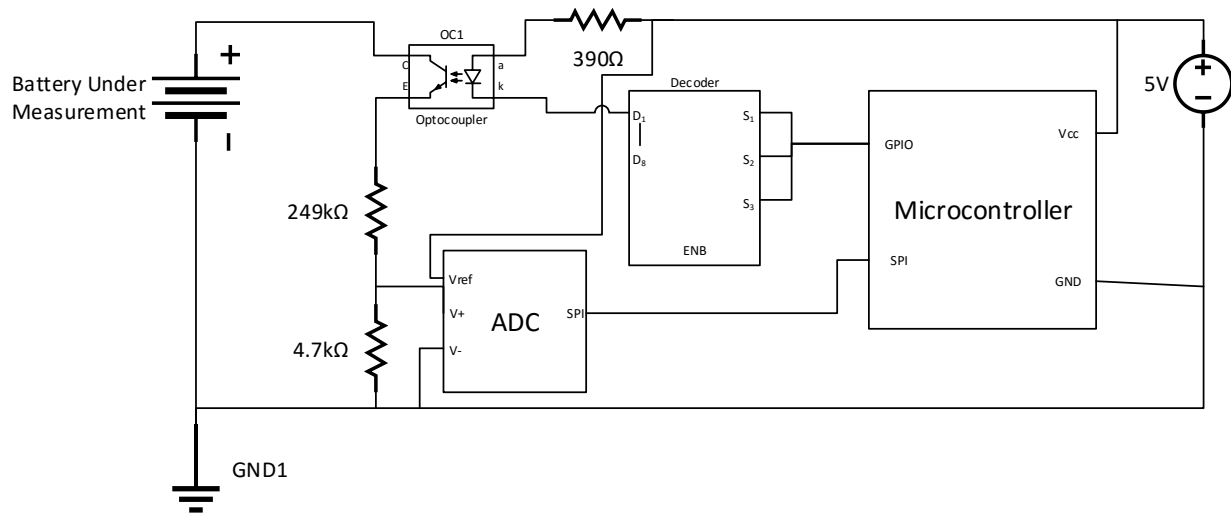 OC1
C
E
a
k
Optocoupler
390Ω
Battery Under
Measurement
+
Decoder
D1
D8
S1
S2
S3
ENB
GPIO
Vcc
Microcontroller
SPI
GND
5V
+
−
249kΩ
Vref
V+
V-
ADC
SPI
4.7kΩ
GND1